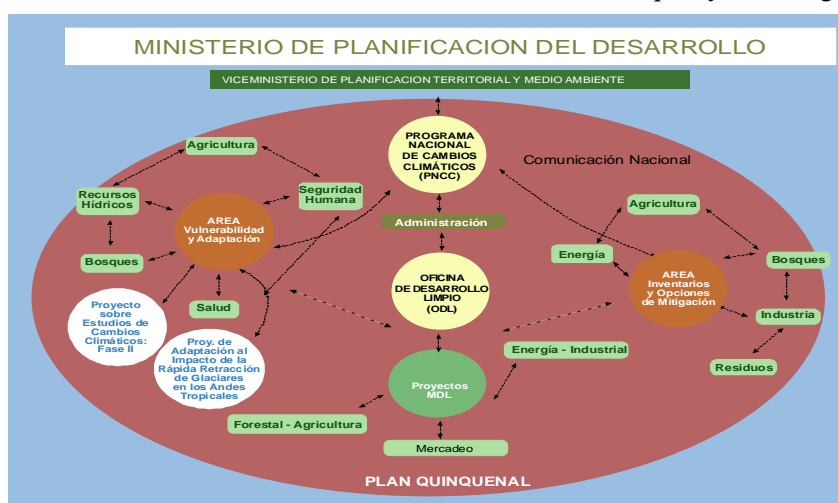 MINISTERIO DE PLANIFICACION DEL DESARROLLO
VICEMINISTERIO DE PLANIFICACION TERRITORIAL Y MEDIO AMBIENTE
PROGRAMA
NACIONAL
DE CAMBIOS
CLIMÁTICOS
(PNCC)
Comunicación Nacional
Agricultura
Recursos
Hídricos
Seguridad
Humana
AREA
Vulnerabilidad
y Adaptación
Bosques
Salud
Proyecto
sobre
Estudios de
Cambios
Climáticos:
Fase II
Proy. de
Adaptación al
Impacto de la
Rápida Retracción
de Glaciares
en los Andes
Tropicales
Administración
OFICINA
DE DESARROLLO
LIMPIO
(ODL)
Proyectos
MDL
Energía - Industrial
Forestal - Agricultura
Mercadeo
Agricultura
Energía
Bosques
AREA
Inventarios
y Opciones
de Mitigación
Industria
Residuos
PLAN QUINQUENAL